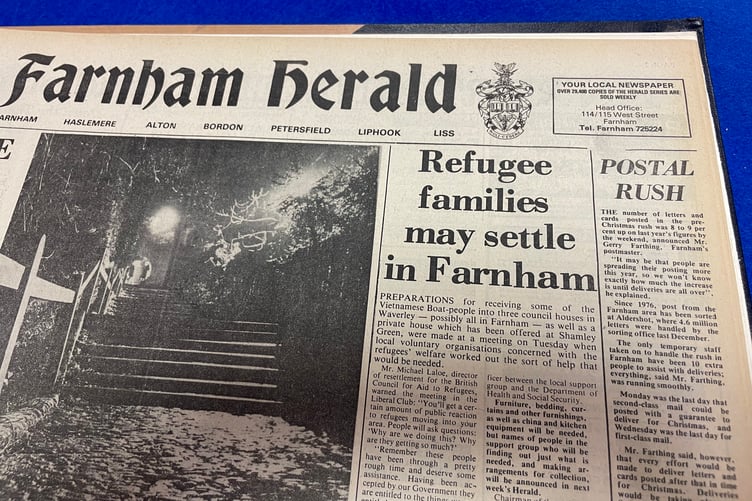 Farnham Herald
ARNHAM HASLEMERE ALTON BORDON PETERSFIELD LIPHOOK LISS
YOUR LOCAL NEWSPAPER
OVER 29,400 COPIES OF THE HERALD SERIES ARE
SOLD WEEKLY
Head Office:
114/115 West Street
Farnham
Tel. Farnham 725224
E
Refugee
families
may settle
in Farnham
PREPARATIONS for receiving some of the
Vietnamese Boat-people into three council houses in
Waverley — possibly all in Farnham — as well as a
private house which has been offered at Shamley
Green, were made at a meeting on Tuesday when
local voluntary organisations concerned with the
refugees' welfare worked out the sort of help that
would be needed.
Mr. Michael Laloe, director
of resettlement for the British
Council for Aid to Refugees,
warned the meeting in the
Liberal Club: "You'll get a cer-
tain amount of public reaction
to refugees moving into your
area. People will ask questions:
'Why are we doing this? Why
are they getting so much?'
"Remember these people
have been through a pretty
rough time and deserve some
assistance. Having been ac-
cepted by our Government they
are entitled to the
ficer between the local support
group and the Department of
Health and Social Security.
Furniture, bedding, cur-
tains and other furnishings,
as well as china and kitchen
equipment will be needed,
but names of people in the
support group who will be
finding out just what is
needed, and making ar-
rangements for collection,
will be announced in next
week's Herald.
POSTAL
RUSH
THE number of letters and
cards posted in the pre-
Christmas rush was 8 to 9 per
cent up on last year's figures by
the weekend, announced Mr.
Gerry Farthing, Farnham's
postmaster.
"It may be that people are
spreading their posting more
this year, so we won't know
exactly how much the increase
is until deliveries are all over",
he explained.
Since 1976, post from the
Farnham area has been sorted
at Aldershot, where 4.6 million
letters were handled by the
sorting office last December.
The only temporary staff
taken on to handle the rush in
Farnham have been 10 extra
people to assist with deliveries;
everything, said Mr. Farthing,
was running smoothly.
Monday was the last day that
second-class mail could be
posted with a guarantee to
deliver for Christmas, and
Wednesday was the last day for
first-class mail.
Mr. Farthing said, however,
that every effort would be
made to deliver letters and
cards posted after that in time
for Christmas. Deliveries